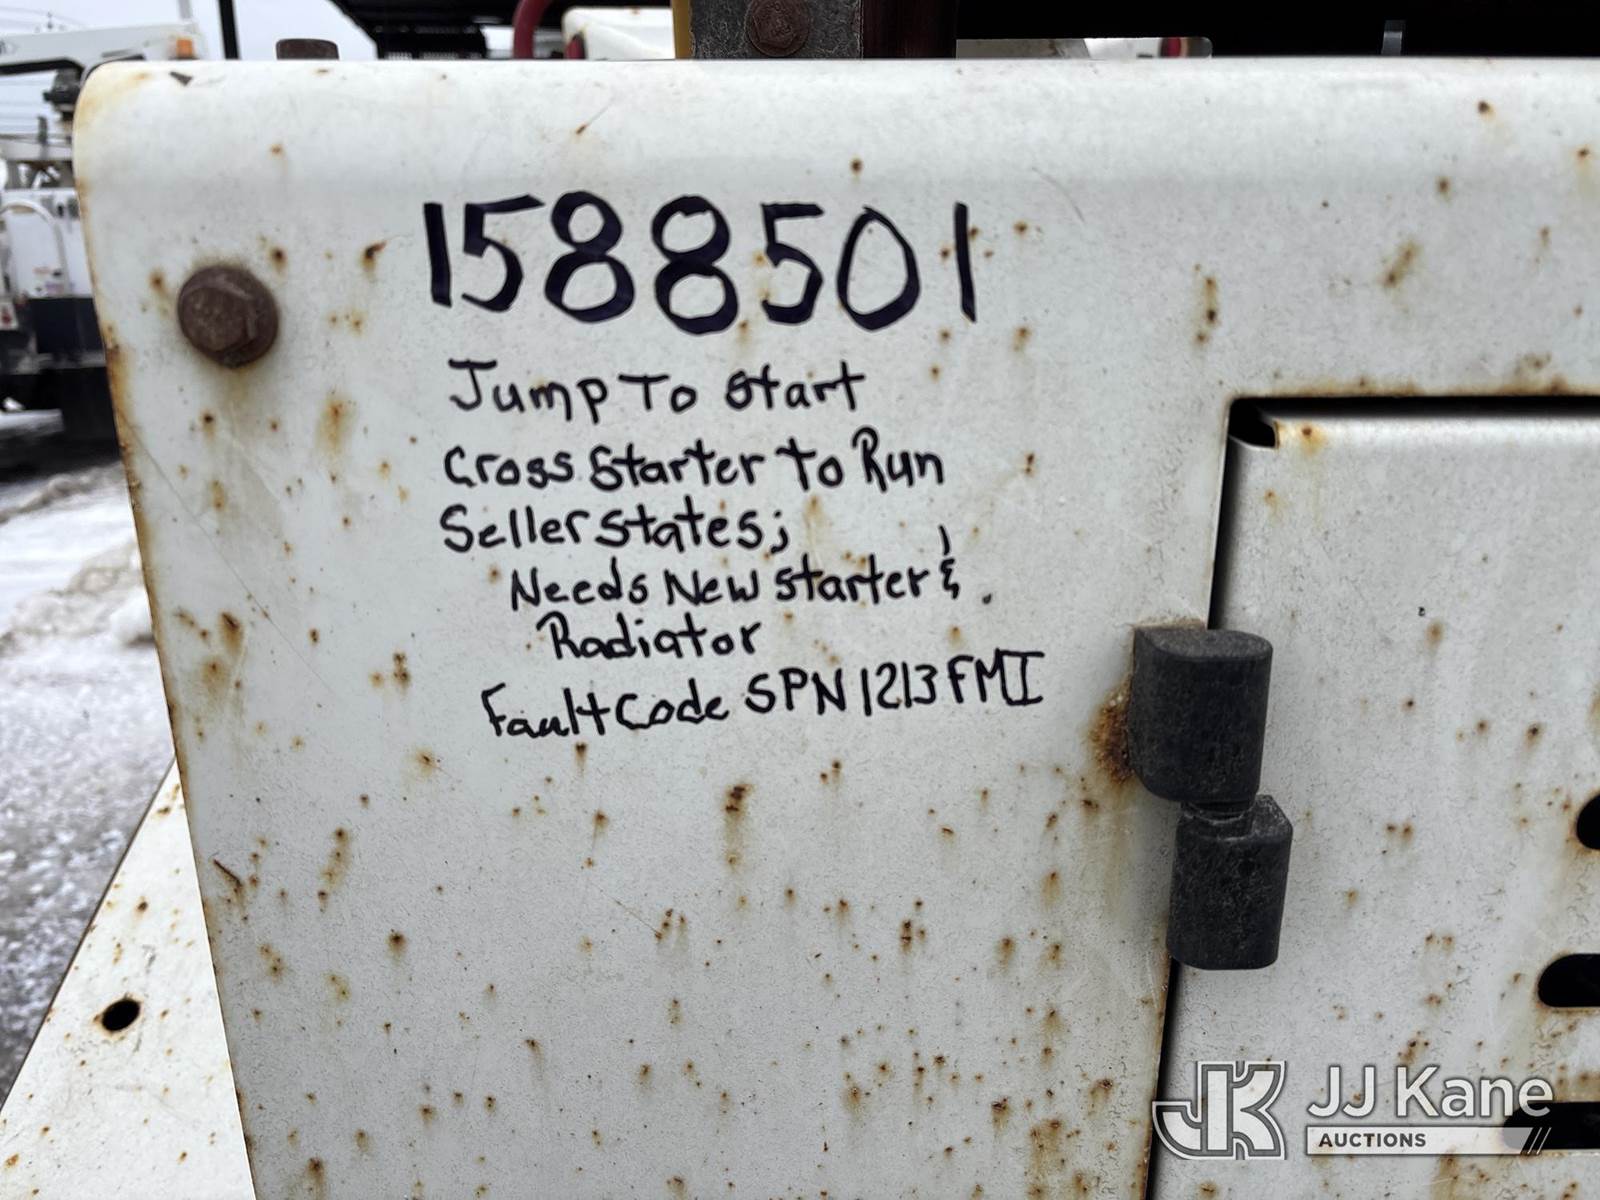 1588501
Jump To Start
Cross Starter to Run
Seller states;
Needs New starter &
Radiator
Fault Code SPN 1213 FMI
JJ Kane
AUCTIONS